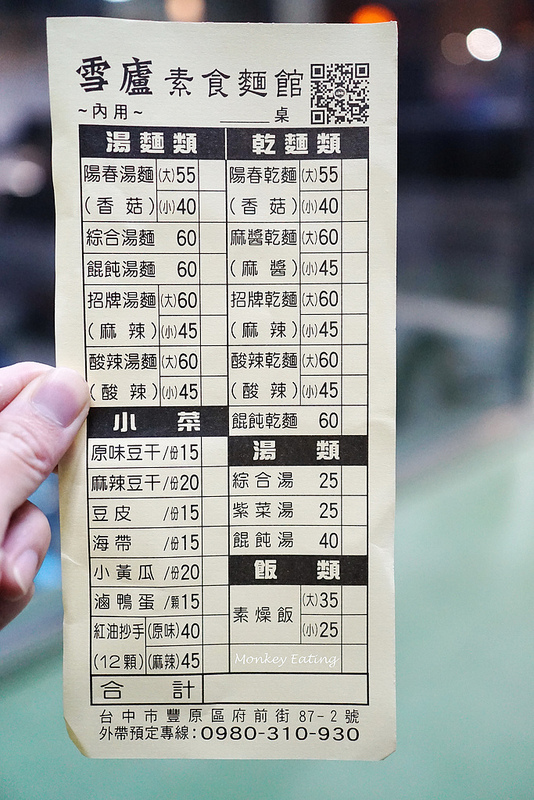 雪廬 素食麵館
~內用~ 桌
湯麵類
陽春湯麵 (大)55
(香菇) (小)40
綜合湯麵 60
餛飩湯麵 60
招牌湯麵 (大)60
(麻辣) (小)45
酸辣湯麵 (大)60
(酸辣) (小)45
小菜
原味豆干/份15
麻辣豆干/份20
豆皮 /份15
海帶 /份15
小黃瓜/份20
滷鴨蛋/顆15
紅油抄手(原味)40
(12顆)(麻辣)45
合計
乾麵類
陽春乾麵 (大)55
(香菇) (小)40
麻醬乾麵 (大)60
(麻醬) (小)45
招牌乾麵 (大)60
(麻辣) (小)45
酸辣乾麵 (大)60
(酸辣) (小)45
餛飩乾麵 60
湯類
綜合湯 25
紫菜湯 25
餛飩湯 40
飯類
素燥飯 (大)35
(小)25
Monkey Eating
台中市豐原區府前街 87-2 號
外帶預定專線:0980-310-930